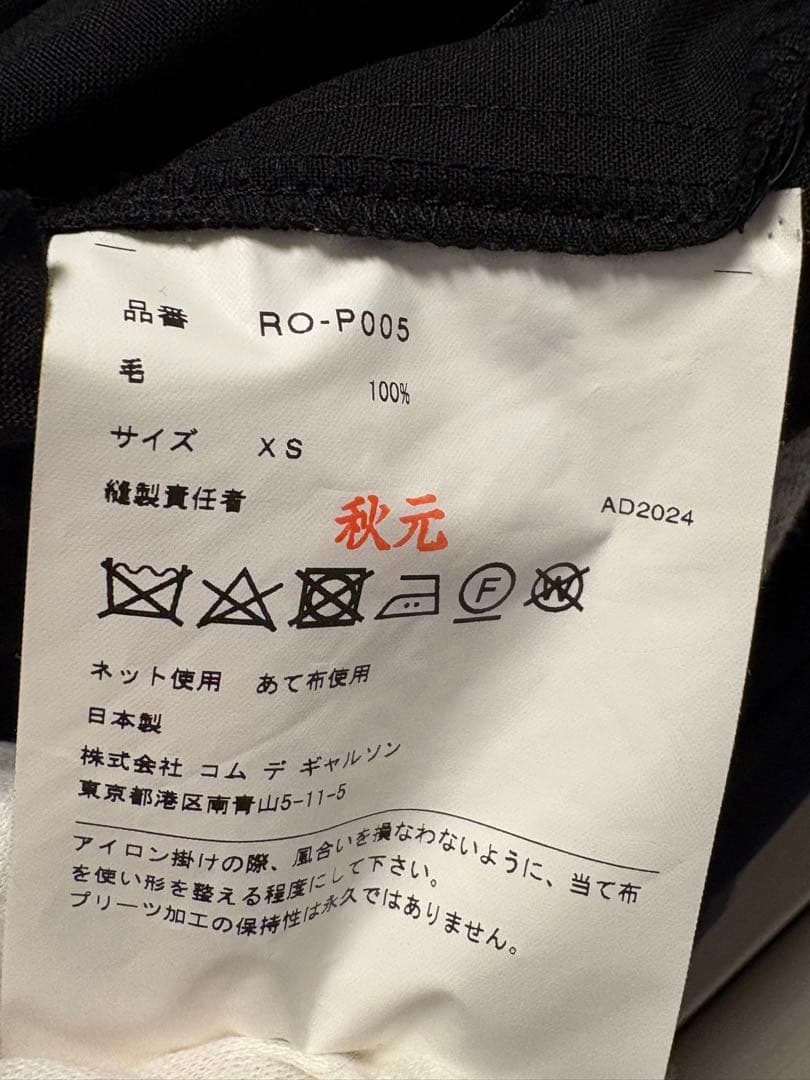 品番 RO-P005
毛 100%
サイズ XS
縫製責任者 秋元 AD2024
F W
ネット使用 あて布使用
日本製
株式会社 コム デ ギャルソン
東京都港区南青山5-11-5
アイロン掛けの際、風合いを損なわないように、当て布
を使い形を整える程度にして下さい。
プリーツ加工の保持性は永久ではありません。